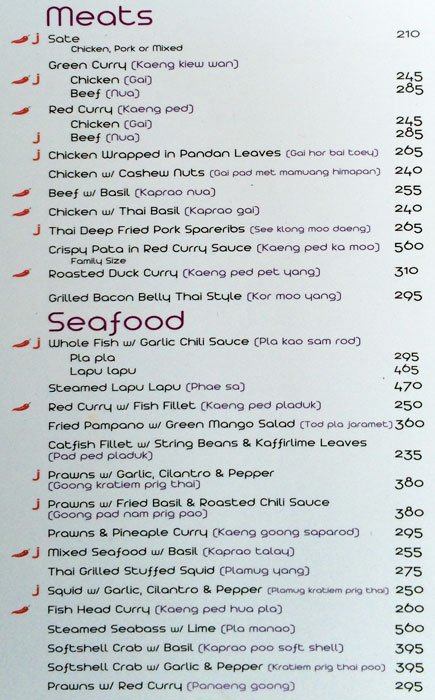 Meats
j Sate 210
Chicken, Pork or Mixed
Green Curry (Kaeng kiew wan)
j Chicken (Gai) 245
Beef (Nua) 285
Red Curry (Kaeng ped)
Chicken (Gai) 245
j Beef (Nua) 285
j Chicken Wrapped in Pandan Leaves (Gai hor bai toey) 265
Chicken w/ Cashew Nuts (Gai pad met mamuang himapan) 240
Beef w/ Basil (Kaprao nua) 255
Chicken w/ Thai Basil (Kaprao gai) 240
j Thai Deep Fried Pork Spareribs (See klong moo daeng) 265
Crispy Pata in Red Curry Sauce (Kaeng ped ka moo) 560
Family Size
Roasted Duck Curry (Kaeng ped pet yang) 310
Grilled Bacon Belly Thai Style (Kor moo yang) 295
Seafood
j Whole Fish w/ Garlic Chili Sauce (Pla kao sam rod)
Pla pla 295
Lapu lapu 465
Steamed Lapu Lapu (Phae sa) 470
Red Curry w/ Fish Fillet (Kaeng ped pladuk) 250
Fried Pampano w/ Green Mango Salad (Tod pla jaramet) 360
Catfish Fillet w/ String Beans & Kaffirlime Leaves
(Pad ped pladuk) 235
j Prawns w/ Garlic, Cilantro & Pepper
(Goong kratiem prig thai) 380
j Prawns w/ Fried Basil & Roasted Chili Sauce
(Goong pad nam prig pao) 380
Prawns & Pineaple Curry (Kaeng goong saparod) 295
j Mixed Seafood w/ Basil (Kaprao talay) 255
Thai Grilled Stuffed Squid (Plamug yang) 275
j Squid w/ Garlic, Cilantro & Pepper (Plamug kratiem prig thai) 250
Fish Head Curry (Kaeng ped hua pla) 260
Steamed Seabass w/ Lime (Pla manao) 560
Softshell Crab w/ Basil (Kaprao poo soft shell) 395
Softshell Crab w/ Garlic & Pepper (Kratiem prig thai poo) 395
Prawns w/ Red Curry (Panaeng goong) 295